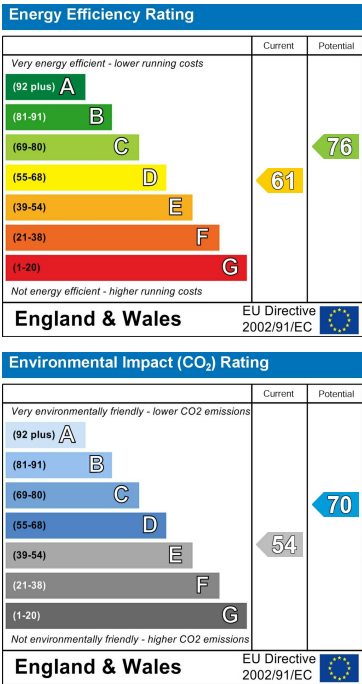 Energy Efficiency Rating
Current Potential
Very energy efficient - lower running costs
(92 plus) A
(81-91) B
(69-80) C
76
(55-68) D
61
(39-54) E
(21-38) F
(1-20) G
Not energy efficient - higher running costs
England & Wales
EU Directive
2002/91/EC
Environmental Impact (CO₂) Rating
Current Potential
Very environmentally friendly - lower CO2 emissions
(92 plus) A
(81-91) B
(69-80) C
70
(55-68) D
(39-54) E
54
(21-38) F
(1-20) G
Not environmentally friendly - higher CO2 emissions
England & Wales
EU Directive
2002/91/EC